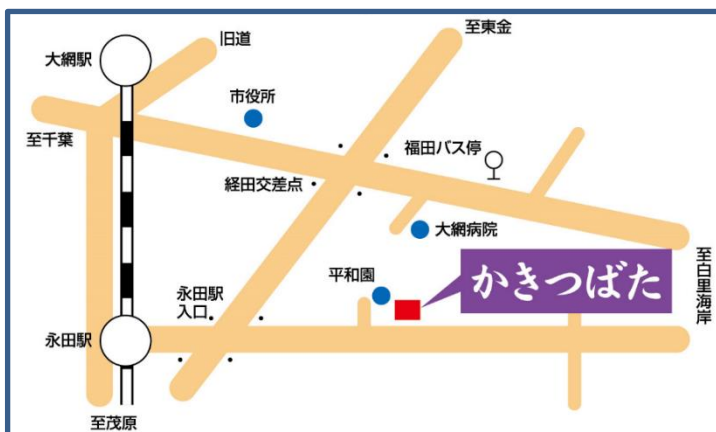 旧道
至東金
大網駅
市役所
至千葉
福田バス停
経田交差点
大網病院
至白里海岸
かきつばた
平和園
永田駅
入口
永田駅
至茂原